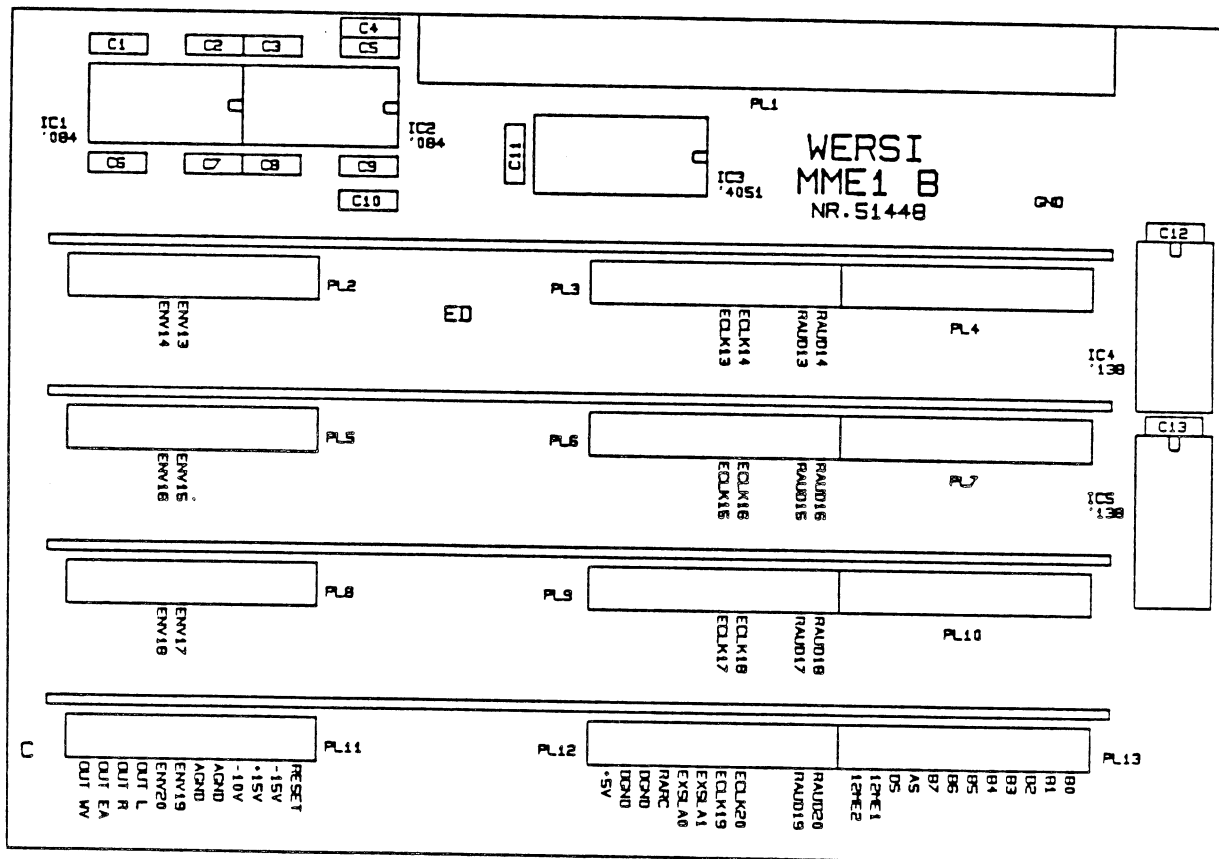 C4
C1 C2 C3 C5
PL1
IC1
'084
IC2
'084
C6 C7 C8 C9
C10
C11
IC3
'4051
WERSI
MME1 B
NR.51448
GND
C12
PL2 PL3 PL4
ENV14 ENV13 ED ECLK13 ECLK14 RAUD13 RAUD14
IC4
'138
C13
PL5 PL6 PL7
ENV16 ENV15 ECLK15 ECLK16 RAUD15 RAUD16
IC5
'138
PL8 PL9 PL10
ENV18 ENV17 ECLK17 ECLK18 RAUD17 RAUD18
C PL11 PL12 PL13
OUT WV
OUT EA
OUT R
OUT L
ENV20
ENV19
AGND
AGND
-10V
+15V
-15V
RESET
+5V
DGND
DGND
RARC
EXSLA0
EXSLA1
ECLK19
ECLK20
RAUD19
RAUD20
12ME2
12ME1
DS
AS
B7
B6
B5
B4
B3
B2
B1
B0